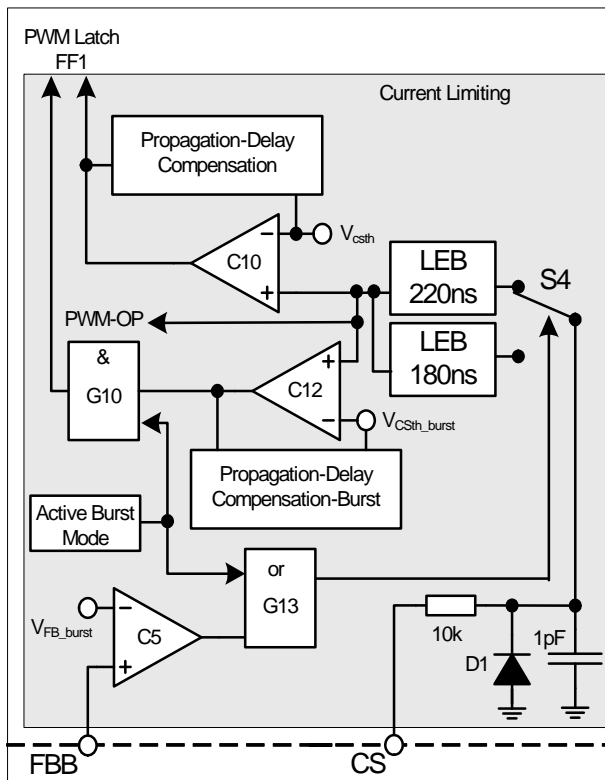 PWM Latch
FF1
Current Limiting
Propagation-Delay
Compensation
Vcsth
C10
−
+
LEB
220ns
S4
PWM-OP
LEB
180ns
&
G10
C12
+
−
VCSth_burst
Propagation-Delay
Compensation-Burst
Active Burst
Mode
or
G13
VFB_burst
−
C5
+
10k
D1
1pF
FBB
CS